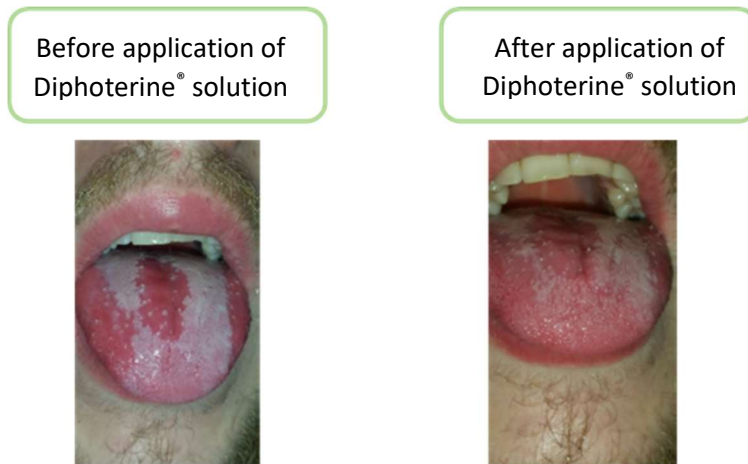 Before application of
Diphoterine® solution
After application of
Diphoterine® solution